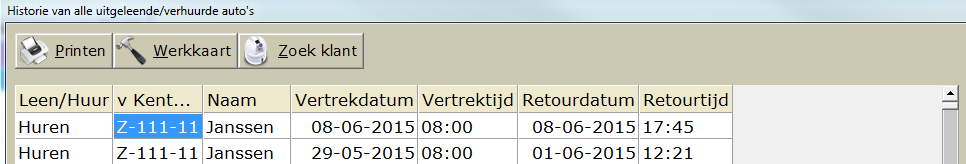 Historie van alle uitgeleende/verhuurde auto's
Printen Werkkaart Zoek klant
Leen/Huur v Kent... Naam Vertrekdatum Vertrektijd Retourdatum Retourtijd
Huren Z-111-11 Janssen 08-06-2015 08:00 08-06-2015 17:45
Huren Z-111-11 Janssen 29-05-2015 08:00 01-06-2015 12:21